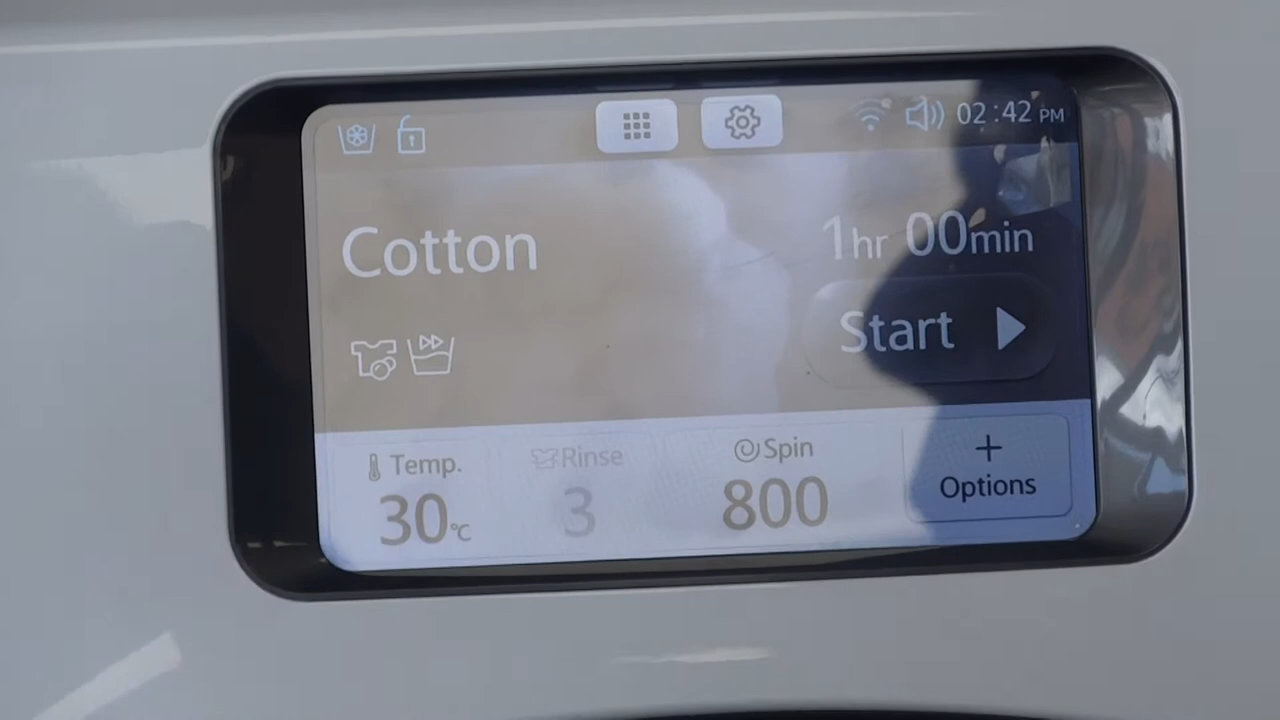 02:42 PM
Cotton
1hr 00min
Start
Temp.
30°C
Rinse
3
Spin
800
+
Options